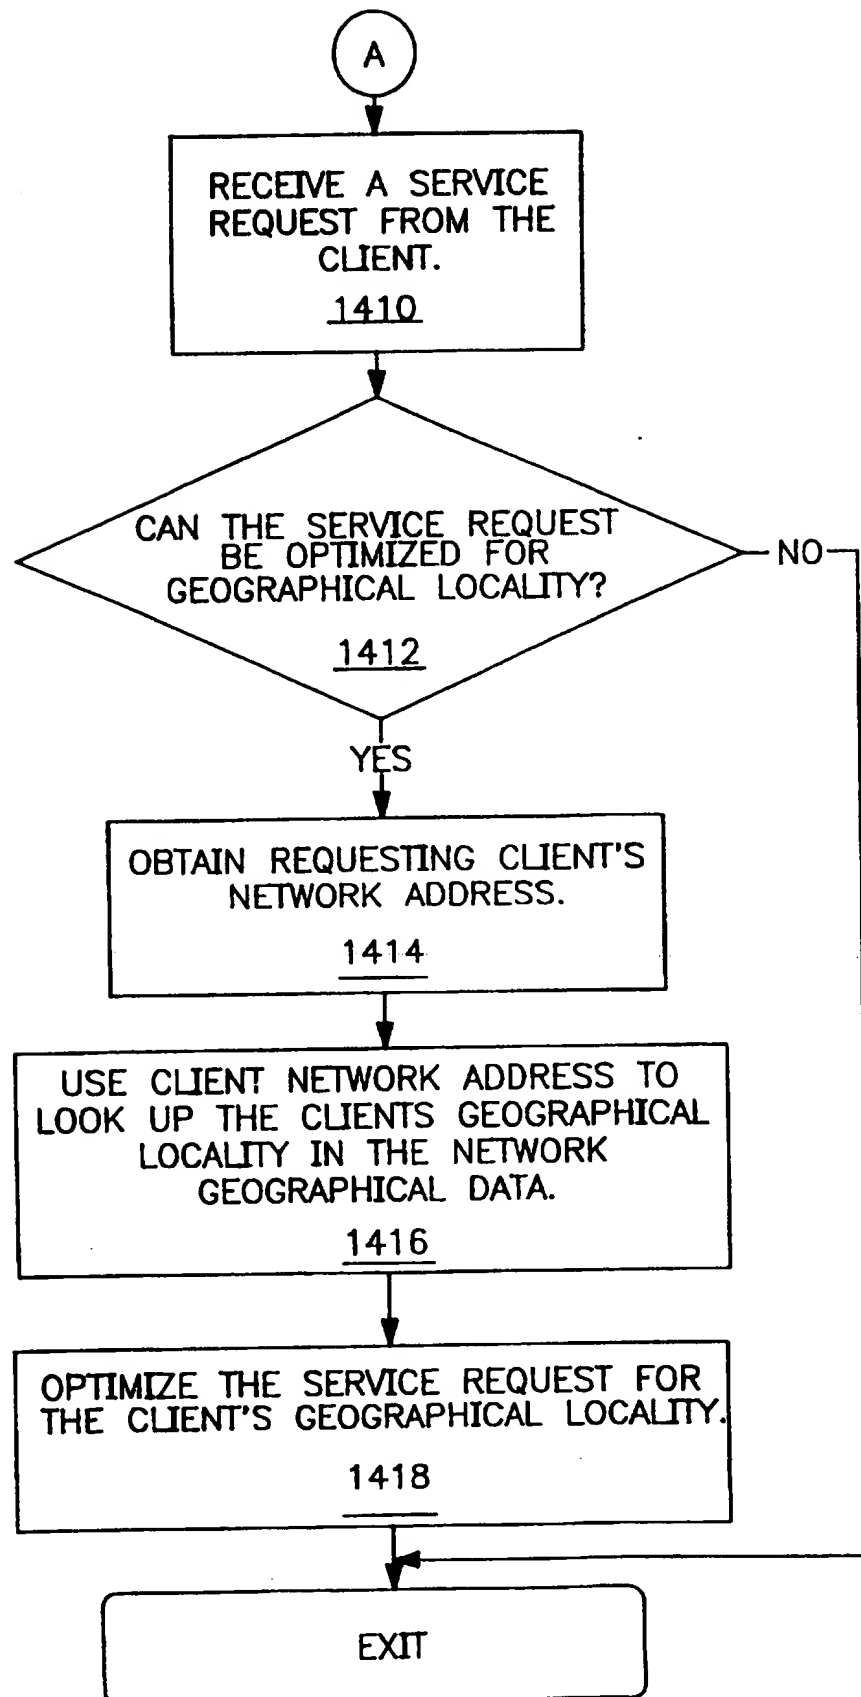 A
RECEIVE A SERVICE
REQUEST FROM THE
CLIENT.
1410
CAN THE SERVICE REQUEST
BE OPTIMIZED FOR
GEOGRAPHICAL LOCALITY?
1412
NO
YES
OBTAIN REQUESTING CLIENT'S
NETWORK ADDRESS.
1414
USE CLIENT NETWORK ADDRESS TO
LOOK UP THE CLIENTS GEOGRAPHICAL
LOCALITY IN THE NETWORK
GEOGRAPHICAL DATA.
1416
OPTIMIZE THE SERVICE REQUEST FOR
THE CLIENT'S GEOGRAPHICAL LOCALITY.
1418
EXIT